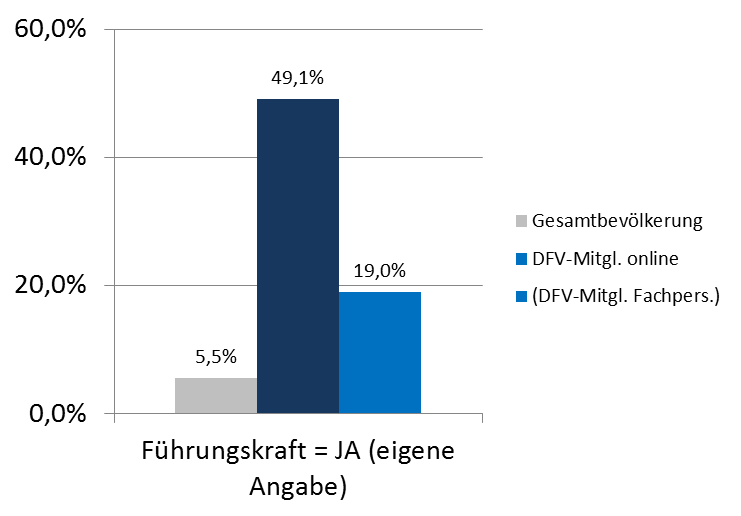 60,0%
49,1%
40,0%
Gesamtbevölkerung
DFV-Mitgl. online
19,0%
20,0%
(DFV-Mitgl. Fachpers.)
5,5%
0,0%
Führungskraft = JA (eigene
Angabe)